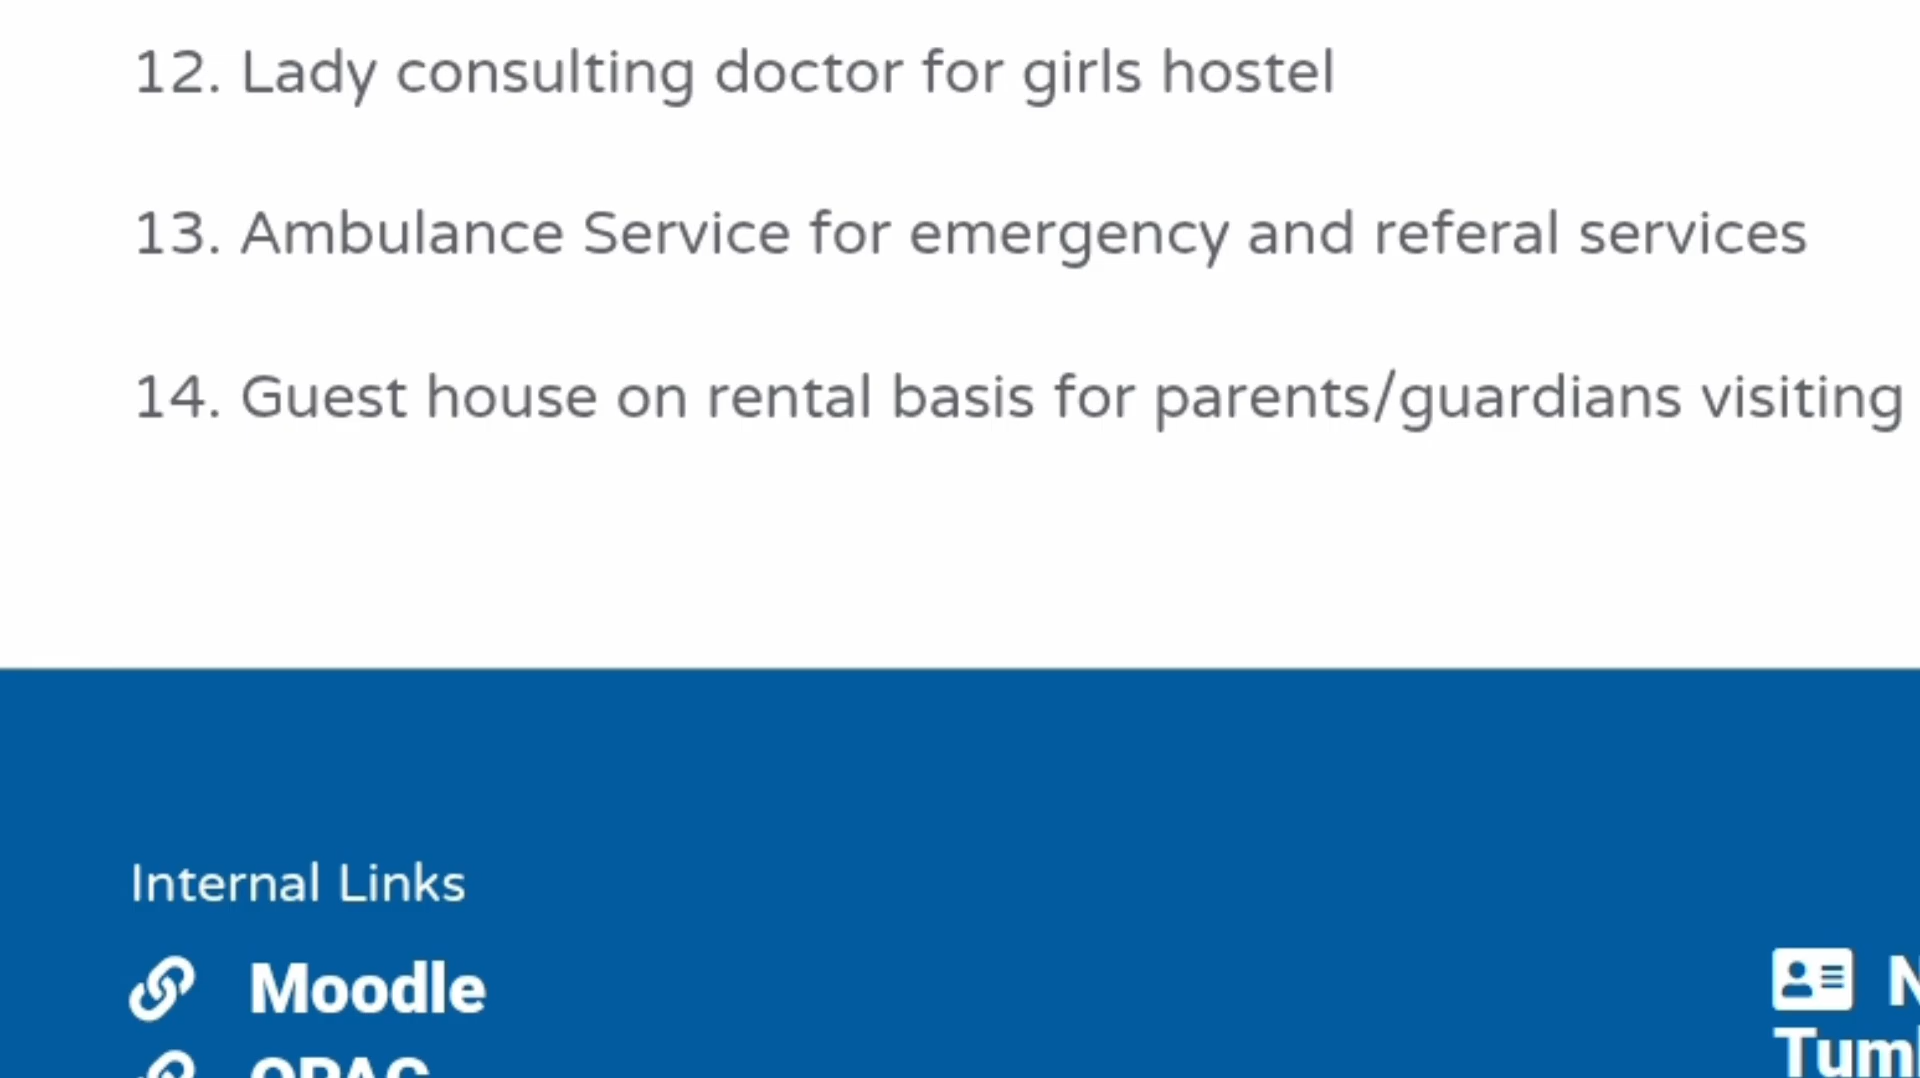 12. Lady consulting doctor for girls hostel
13. Ambulance Service for emergency and referal services
14. Guest house on rental basis for parents/guardians visiting
Internal Links
Moodle
OPAC